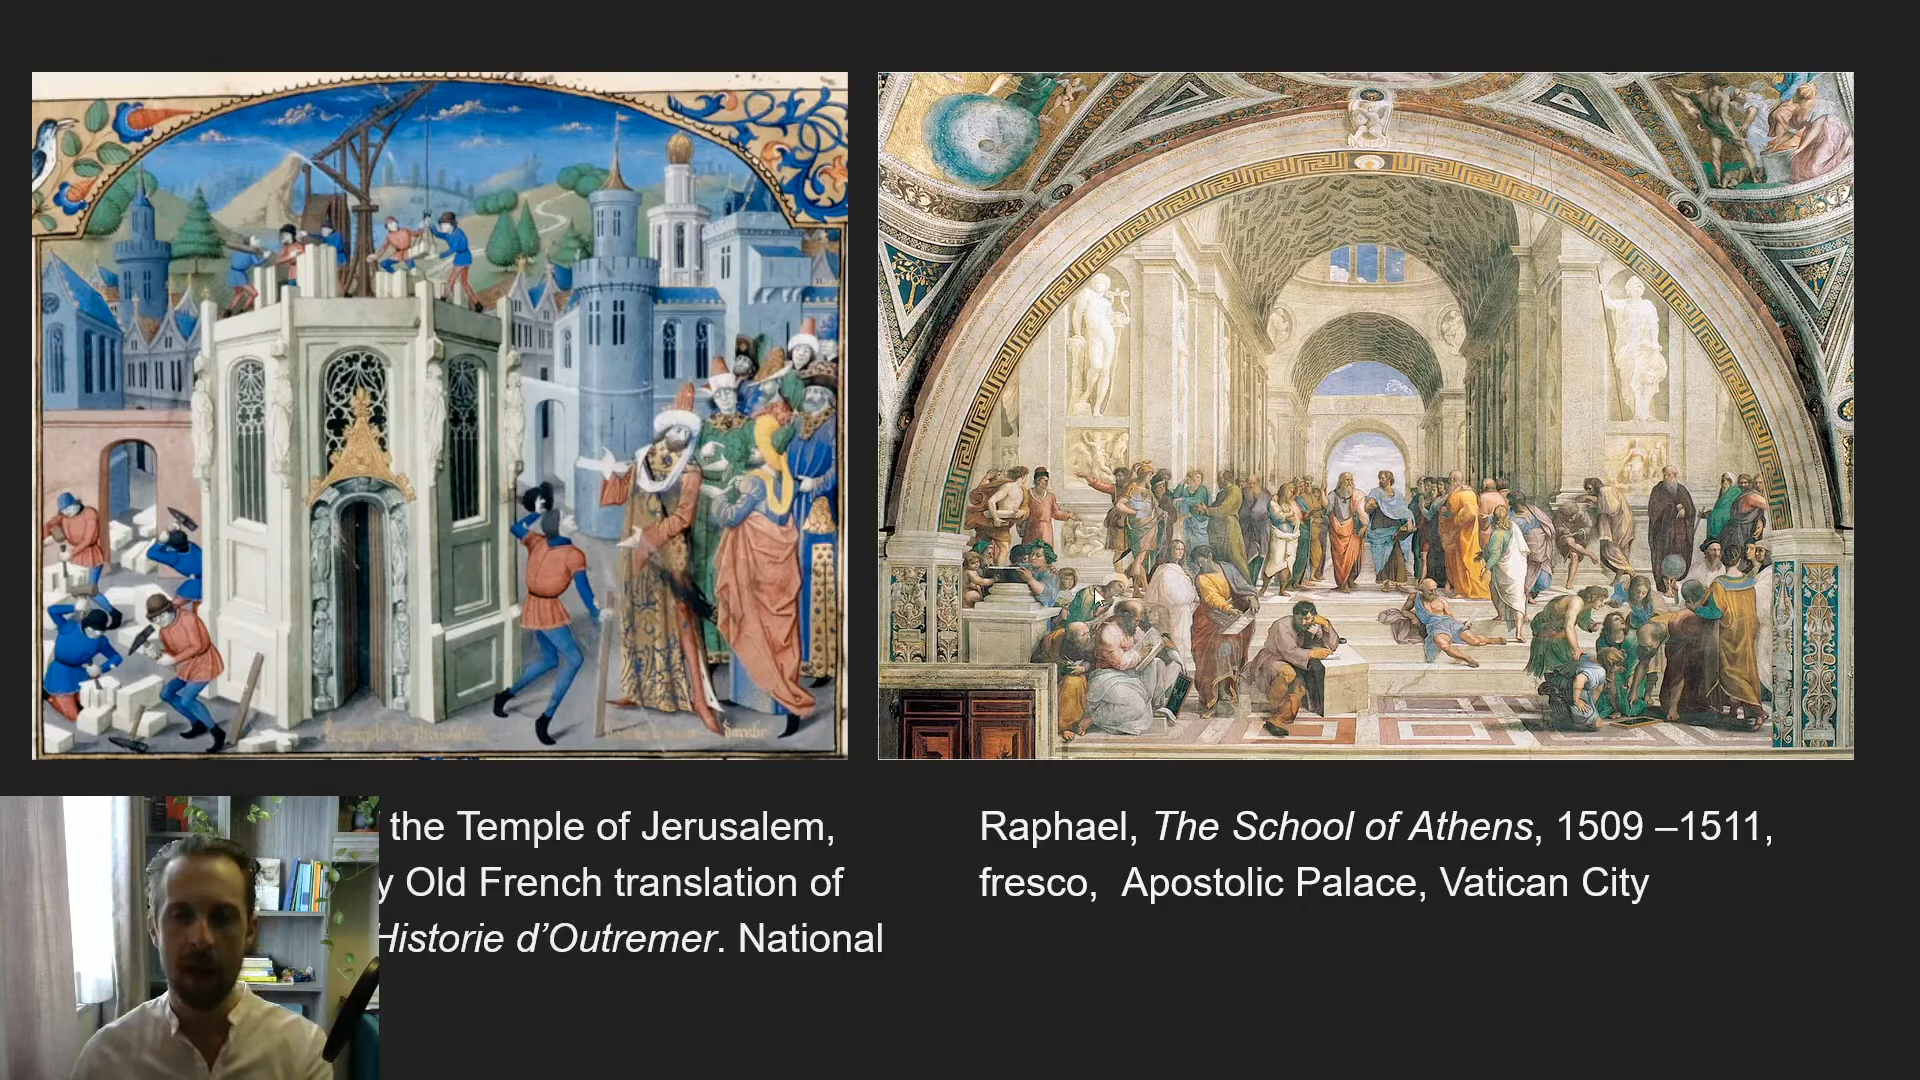 the Temple of Jerusalem,
y Old French translation of
Historie d’Outremer. National
Raphael, The School of Athens, 1509 –1511,
fresco, Apostolic Palace, Vatican City